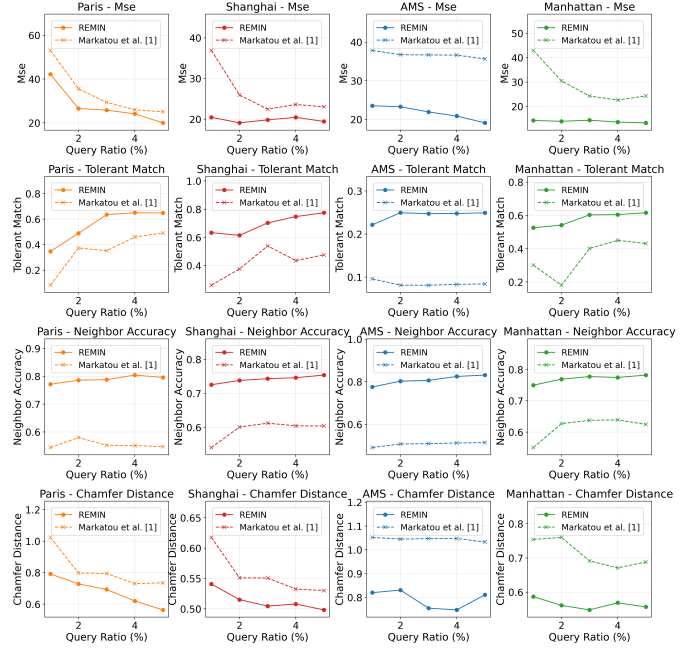 Paris - Mse
60
40
20
Mse
REMIN
Markatou et al. [1]
2
4
Query Ratio (%)
Shanghai - Mse
40
30
20
Mse
REMIN
Markatou et al. [1]
2
4
Query Ratio (%)
AMS - Mse
40
30
20
Mse
REMIN
Markatou et al. [1]
2
4
Query Ratio (%)
Manhattan - Mse
50
40
30
20
Mse
REMIN
Markatou et al. [1]
2
4
Query Ratio (%)
Paris - Tolerant Match
0.8
0.6
0.4
0.2
Tolerant Match
REMIN
Markatou et al. [1]
2
4
Query Ratio (%)
Shanghai - Tolerant Match
1.0
0.8
0.6
0.4
Tolerant Match
REMIN
Markatou et al. [1]
2
4
Query Ratio (%)
AMS - Tolerant Match
0.3
0.2
0.1
Tolerant Match
REMIN
Markatou et al. [1]
2
4
Query Ratio (%)
Manhattan - Tolerant Match
0.8
0.6
0.4
0.2
Tolerant Match
REMIN
Markatou et al. [1]
2
4
Query Ratio (%)
Paris - Neighbor Accuracy
0.9
0.8
0.7
0.6
Neighbor Accuracy
REMIN
Markatou et al. [1]
2
4
Query Ratio (%)
Shanghai - Neighbor Accuracy
0.8
0.7
0.6
Neighbor Accuracy
REMIN
Markatou et al. [1]
2
4
Query Ratio (%)
AMS - Neighbor Accuracy
1.0
0.8
0.6
Neighbor Accuracy
REMIN
Markatou et al. [1]
2
4
Query Ratio (%)
Manhattan - Neighbor Accuracy
0.8
0.7
0.6
Neighbor Accuracy
REMIN
Markatou et al. [1]
2
4
Query Ratio (%)
Paris - Chamfer Distance
1.2
1.0
0.8
0.6
Chamfer Distance
REMIN
Markatou et al. [1]
2
4
Query Ratio (%)
Shanghai - Chamfer Distance
0.65
0.60
0.55
0.50
Chamfer Distance
REMIN
Markatou et al. [1]
2
4
Query Ratio (%)
AMS - Chamfer Distance
1.2
1.1
1.0
0.9
0.8
Chamfer Distance
REMIN
Markatou et al. [1]
2
4
Query Ratio (%)
Manhattan - Chamfer Distance
0.8
0.7
0.6
Chamfer Distance
REMIN
Markatou et al. [1]
2
4
Query Ratio (%)